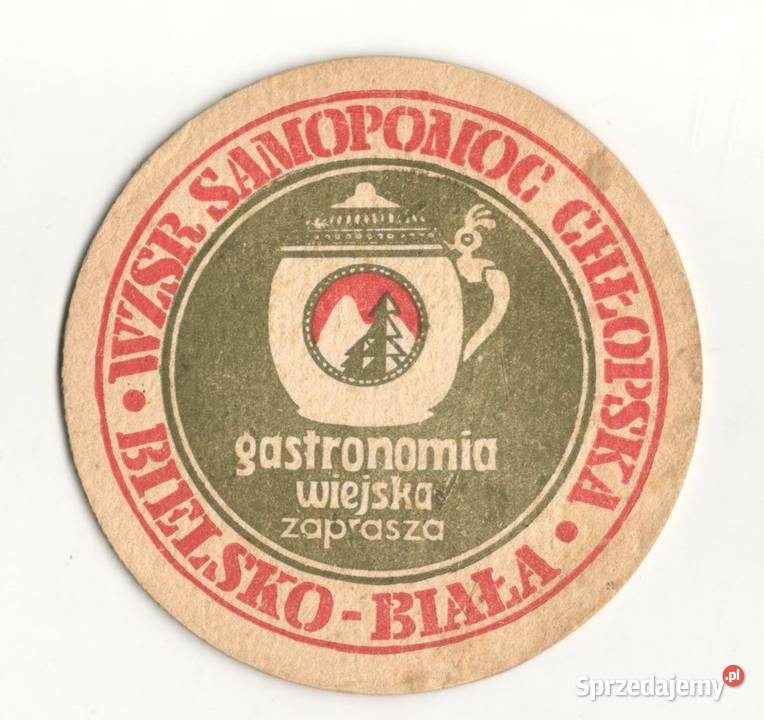 • WZSR SAMOPOMOC CHŁOPSKA •
BIELSKO-BIAŁA
gastronomia
wiejska
zaprasza
Sprzedajemy.pl